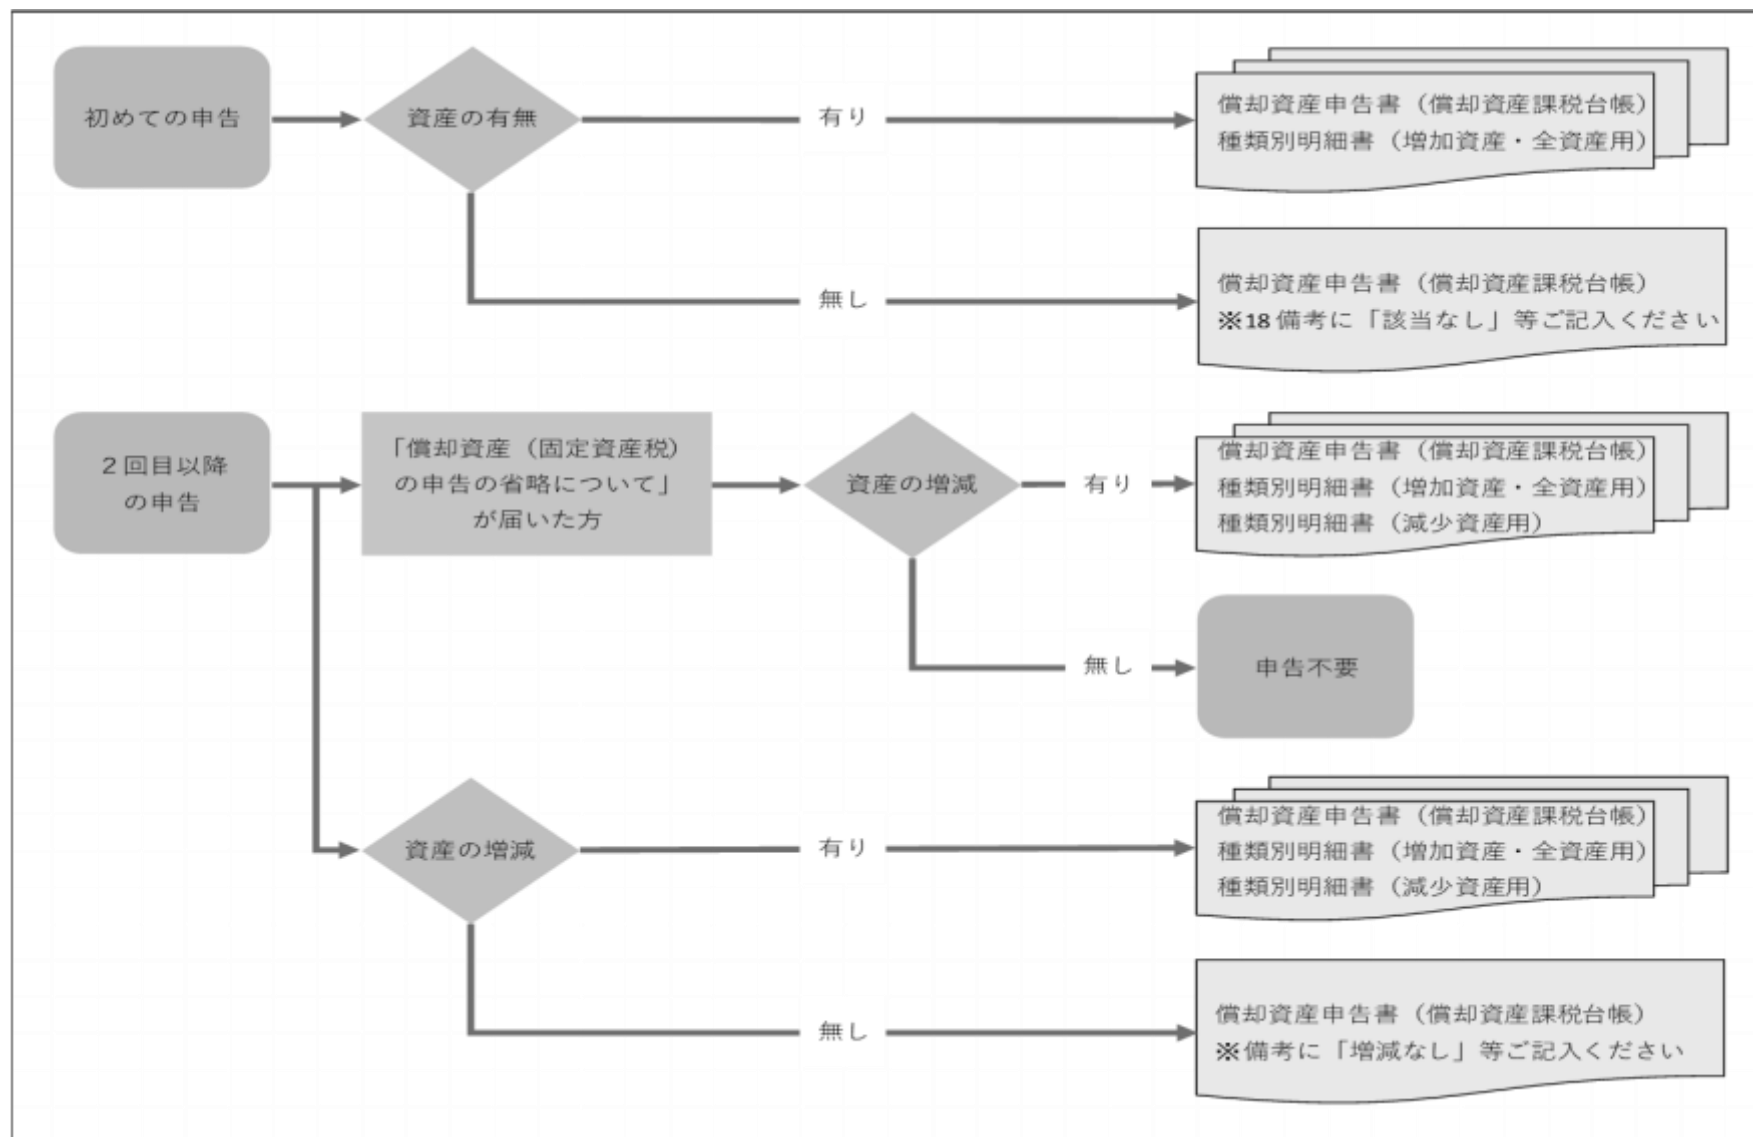 初めての申告
資産の有無
有り
償却資産申告書（償却資産課税台帳）
種類別明細書（増加資産・全資産用）
無し
償却資産申告書（償却資産課税台帳）
※18備考に「該当なし」等ご記入ください
２回目以降
の申告
「償却資産（固定資産税）
の申告の省略について」
が届いた方
資産の増減
有り
償却資産申告書（償却資産課税台帳）
種類別明細書（増加資産・全資産用）
種類別明細書（減少資産用）
無し
申告不要
資産の増減
有り
償却資産申告書（償却資産課税台帳）
種類別明細書（増加資産・全資産用）
種類別明細書（減少資産用）
無し
償却資産申告書（償却資産課税台帳）
※備考に「増減なし」等ご記入ください